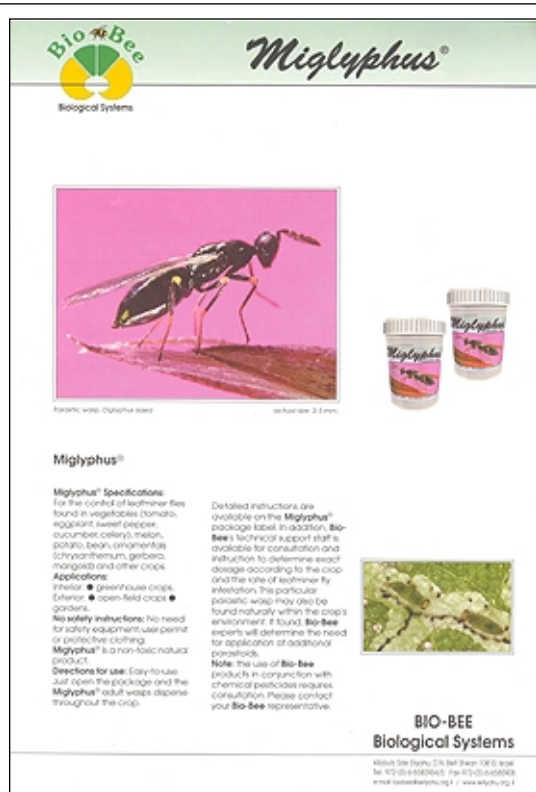 Bio Bee
Biological Systems
Miglyphus®
Miglyphus
Miglyphus
Parasitic wasp: Diglyphus isaea
actual size: 2-3 mm.
Miglyphus®
Miglyphus® Specifications:
For the control of leafminer flies
found in vegetables (tomato,
eggplant, sweet pepper,
cucumber, celery), melon,
potato, bean, ornamentals
(chrysanthemum, gerbera,
marigold) and other crops.
Applications:
Interior: ● greenhouse crops.
Exterior: ● open-field crops ●
gardens.
No safety instructions: No need
for safety equipment, user permit
or protective clothing.
Miglyphus® is a non-toxic natural
product.
Directions for use: Easy-to-use:
Just open the package and the
Miglyphus® adult wasps disperse
throughout the crop.
Detailed instructions are
available on the Miglyphus®
package label. In addition, Bio-
Bee's technical support staff is
available for consultation and
instruction to determine exact
dosage according to the crop
and the rate of leafminer fly
infestation. This particular
parasitic wasp may also be
found naturally within the crop's
environment. If found, Bio-Bee
experts will determine the need
for application of additional
parasitoids.
Note: the use of Bio-Bee
products in conjunction with
chemical pesticides requires
consultation. Please contact
your Bio-Bee representative.
BIO-BEE
Biological Systems
Kibbutz Sde Eliyahu, D.N. Beit Shean 10810, Israel